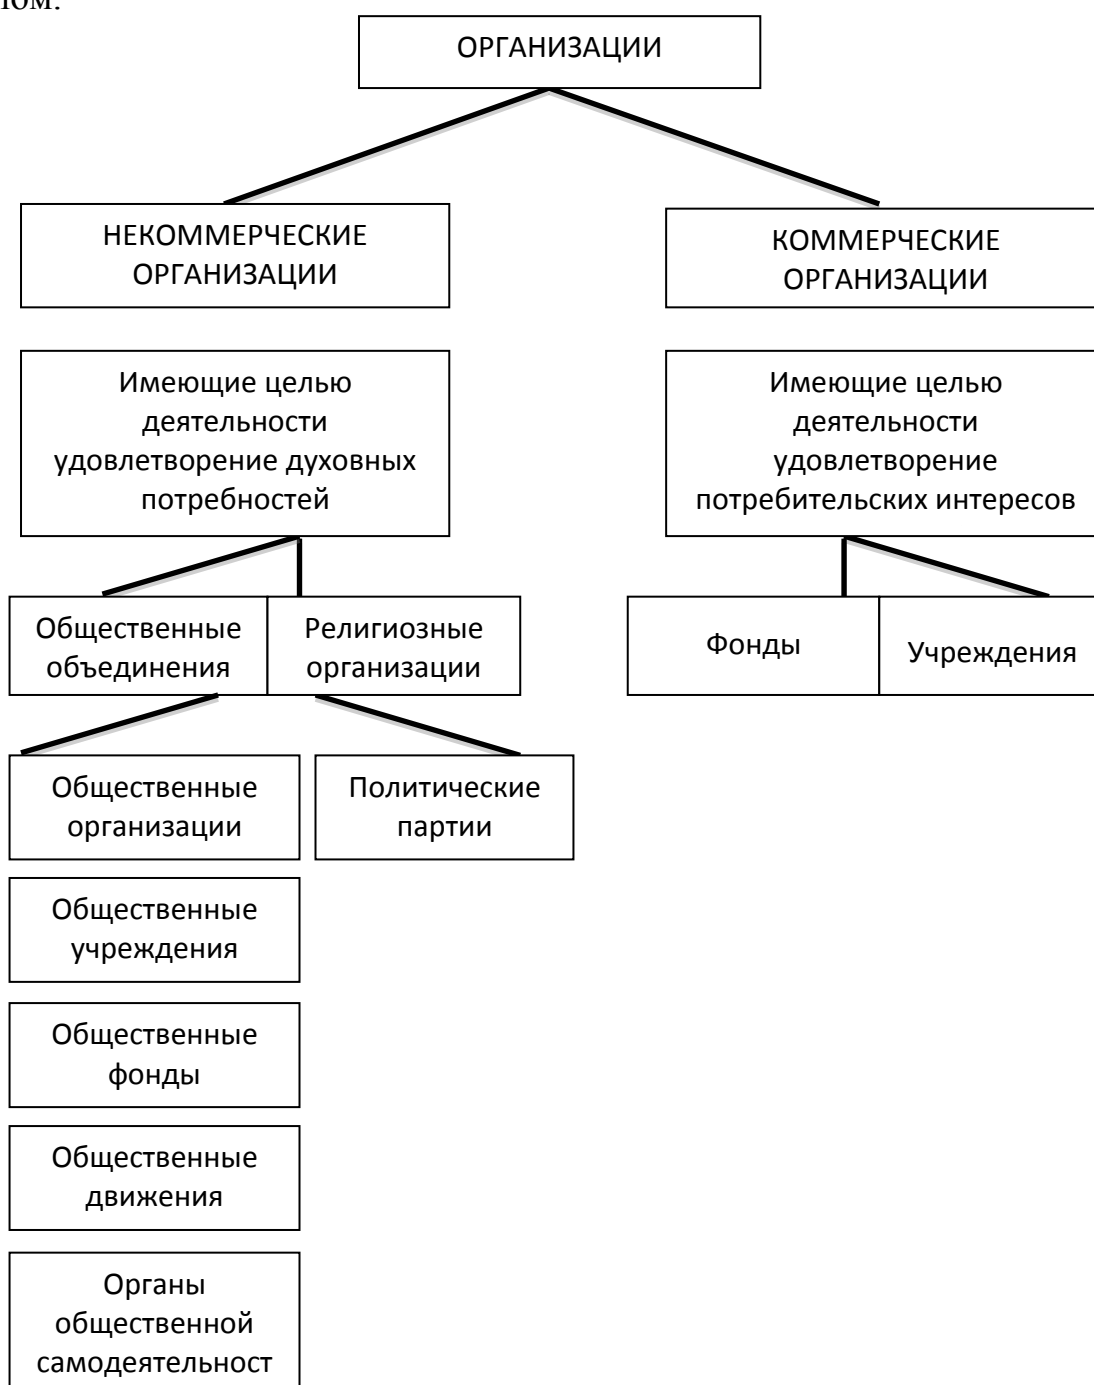 ОРГАНИЗАЦИИ
НЕКОММЕРЧЕСКИЕ
ОРГАНИЗАЦИИ
КОММЕРЧЕСКИЕ
ОРГАНИЗАЦИИ
Имеющие целью
деятельности
удовлетворение духовных
потребностей
Имеющие целью
деятельности
удовлетворение
потребительских интересов
Общественные
объединения
Религиозные
организации
Фонды
Учреждения
Общественные
организации
Политические
партии
Общественные
учреждения
Общественные
фонды
Общественные
движения
Органы
общественной
самодеятельност